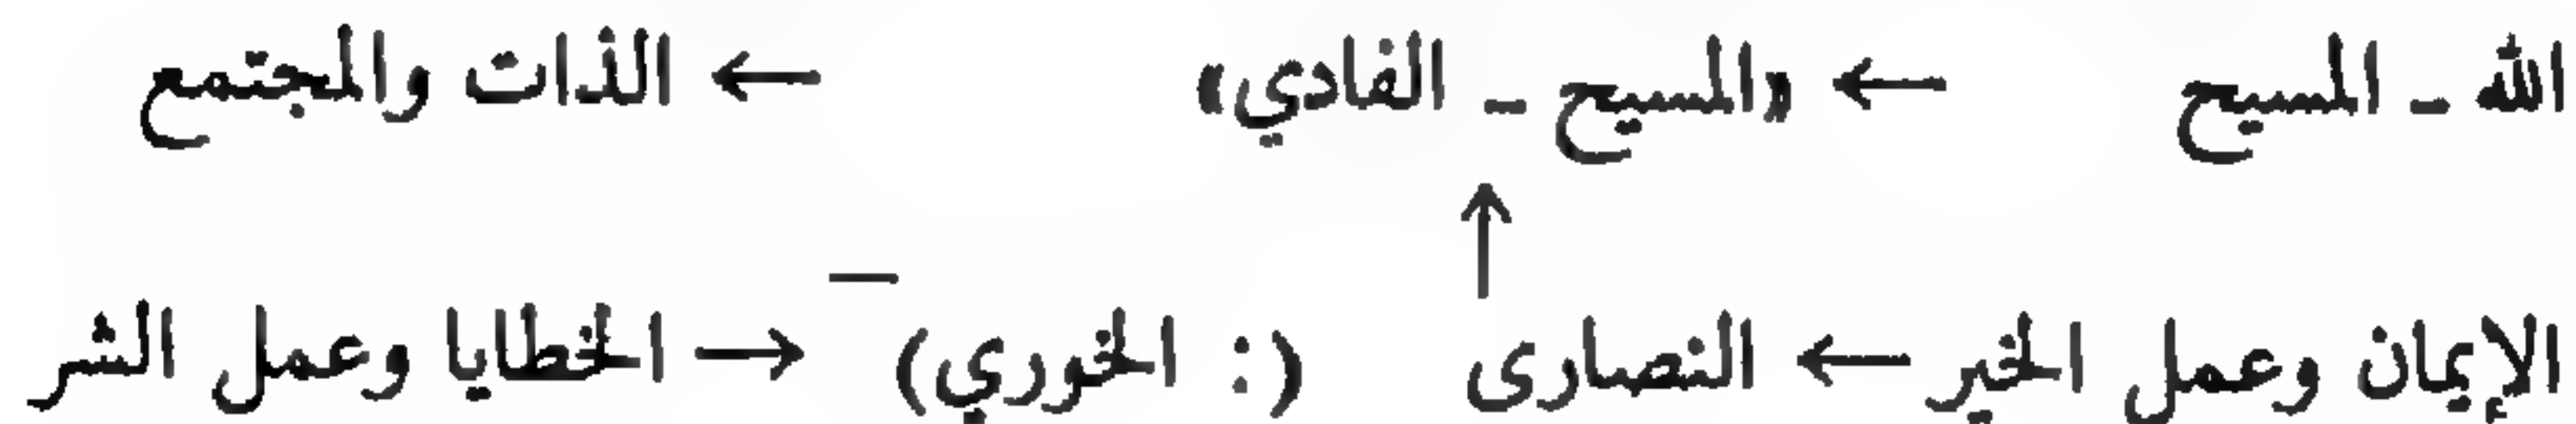 الله ـ المسيح ← «المسيح ـ الفادي» ← الذات والمجتمع
↑
الإيمان وعمل الخير ← النصارى (: الخوري) — → الخطايا وعمل الشر